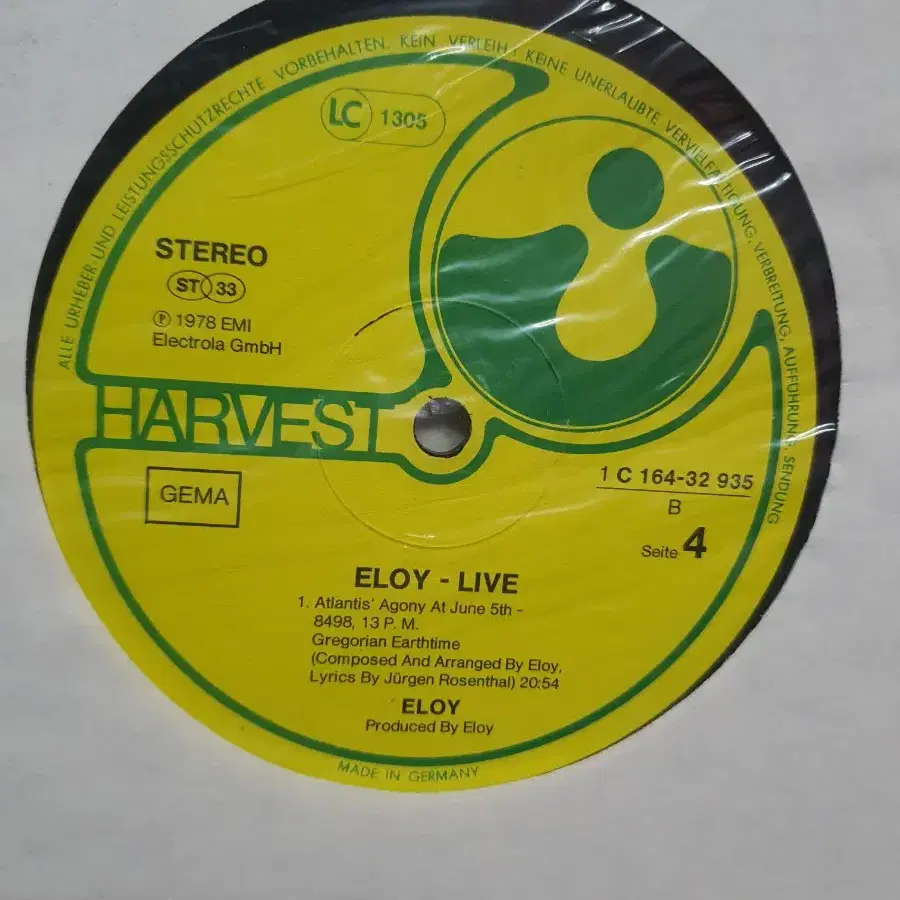 ALLE URHEBER UND LEISTUNGSSCHUTZRECHTE VORBEHALTEN. KEIN VERLEIH. KEINE UNERLAUBTE VERVIELFÄLTIGUNG, VERBREITUNG, AUFFÜHRUNG, SENDUNG
LC 1305
STEREO
ST 33
℗ 1978 EMI
Electrola GmbH
HARVEST
GEMA
1 C 164-32 935
B
Seite 4
ELOY - LIVE
1. Atlantis' Agony At June 5th -
8498, 13 P. M.
Gregorian Earthtime
(Composed And Arranged By Eloy,
Lyrics By Jürgen Rosenthal) 20:54
ELOY
Produced By Eloy
MADE IN GERMANY